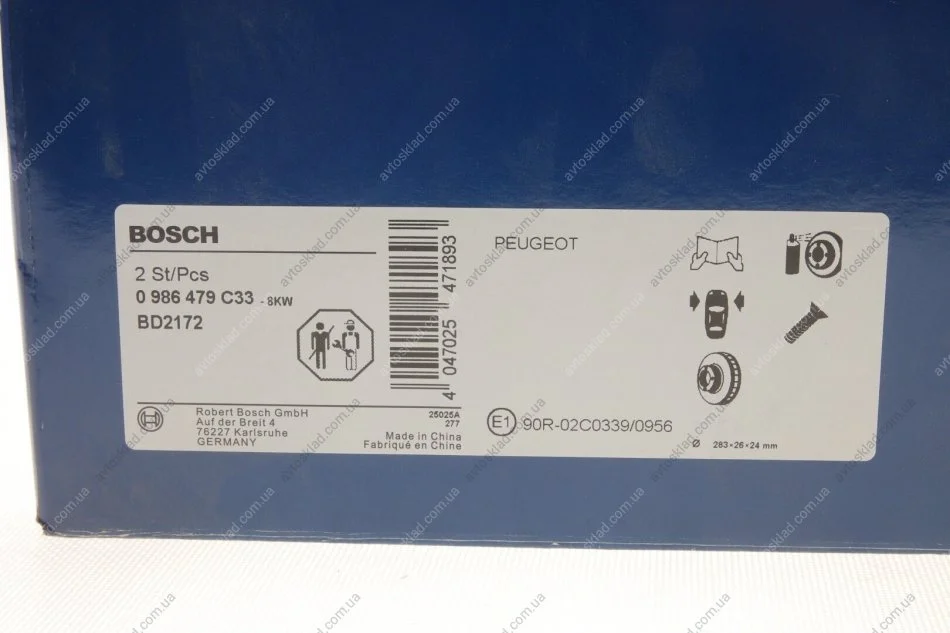 BOSCH
2 St/Pcs
0 986 479 C33 - 8KW
BD2172
4 047025 471893
Robert Bosch GmbH
Auf der Breit 4
76227 Karlsruhe
GERMANY
25025A
277
Made in China
Fabriqué en Chine
PEUGEOT
E1 90R-02C0339/0956
Ø 283×26×24 mm
avtosklad.com.ua